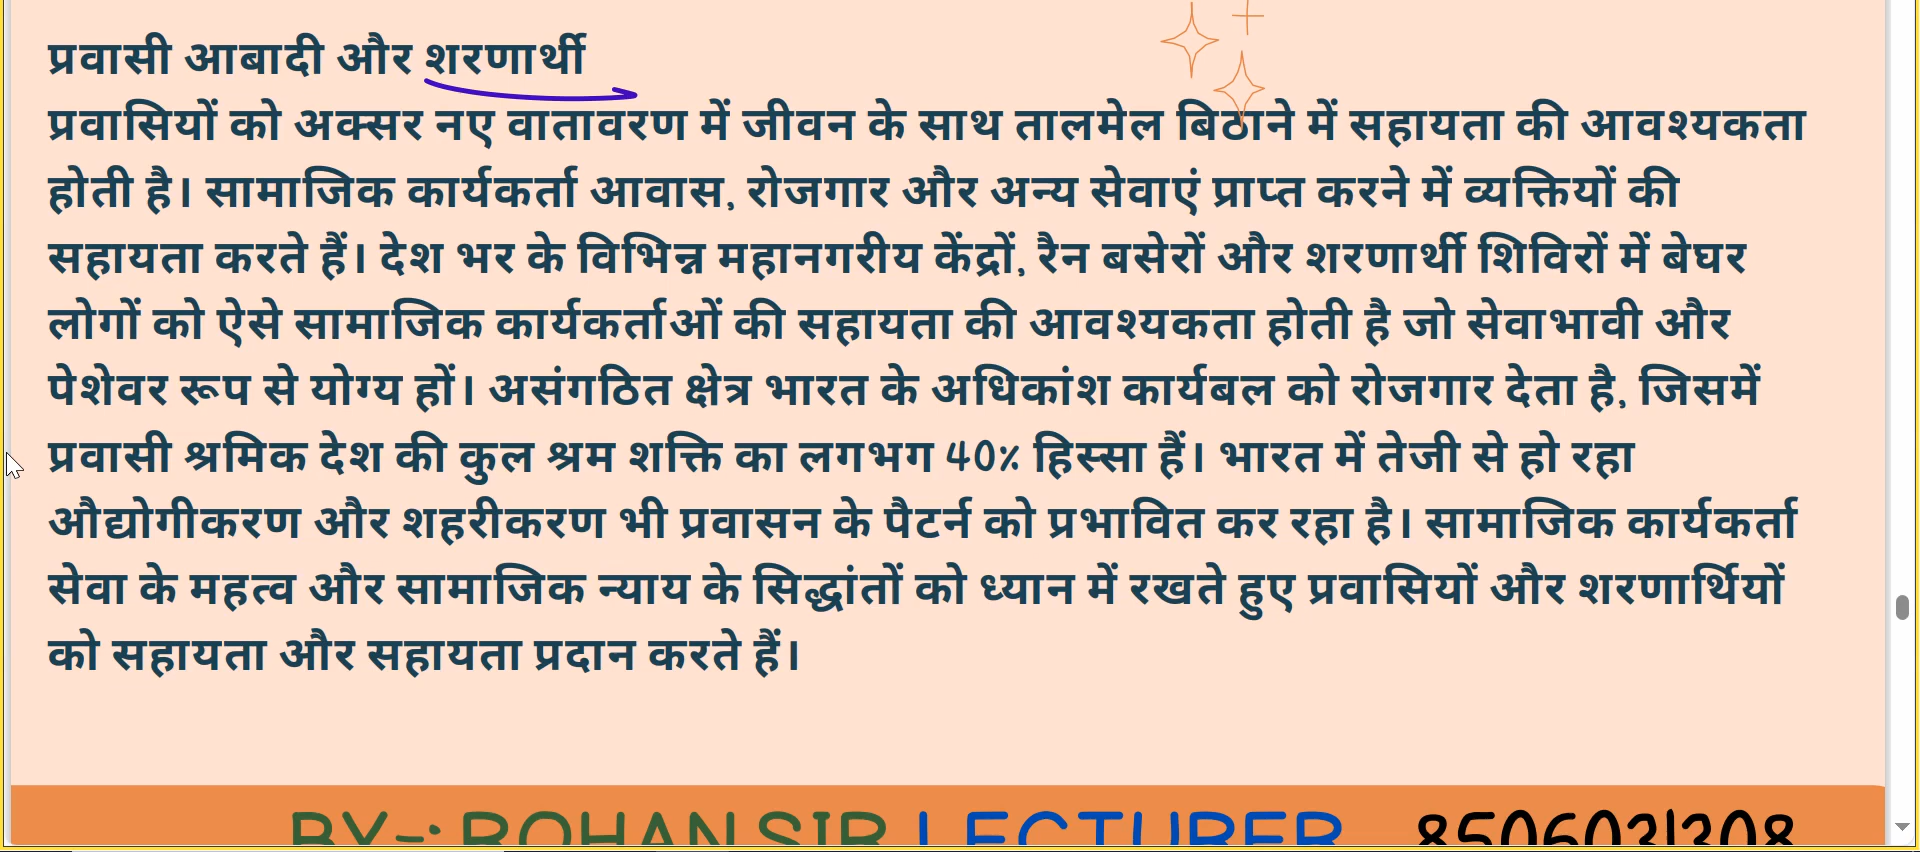 प्रवासी आबादी और शरणार्थी
प्रवासियों को अक्सर नए वातावरण में जीवन के साथ तालमेल बिठाने में सहायता की आवश्यकता
होती है। सामाजिक कार्यकर्ता आवास, रोजगार और अन्य सेवाएं प्राप्त करने में व्यक्तियों की
सहायता करते हैं। देश भर के विभिन्न महानगरीय केंद्रों, रैन बसेरों और शरणार्थी शिविरों में बेघर
लोगों को ऐसे सामाजिक कार्यकर्ताओं की सहायता की आवश्यकता होती है जो सेवाभावी और
पेशेवर रूप से योग्य हों। असंगठित क्षेत्र भारत के अधिकांश कार्यबल को रोजगार देता है, जिसमें
प्रवासी श्रमिक देश की कुल श्रम शक्ति का लगभग 40% हिस्सा हैं। भारत में तेजी से हो रहा
औद्योगीकरण और शहरीकरण भी प्रवासन के पैटर्न को प्रभावित कर रहा है। सामाजिक कार्यकर्ता
सेवा के महत्व और सामाजिक न्याय के सिद्धांतों को ध्यान में रखते हुए प्रवासियों और शरणार्थियों
को सहायता और सहायता प्रदान करते हैं।
BY-: ROHAN SIR LECTURER 8506031308